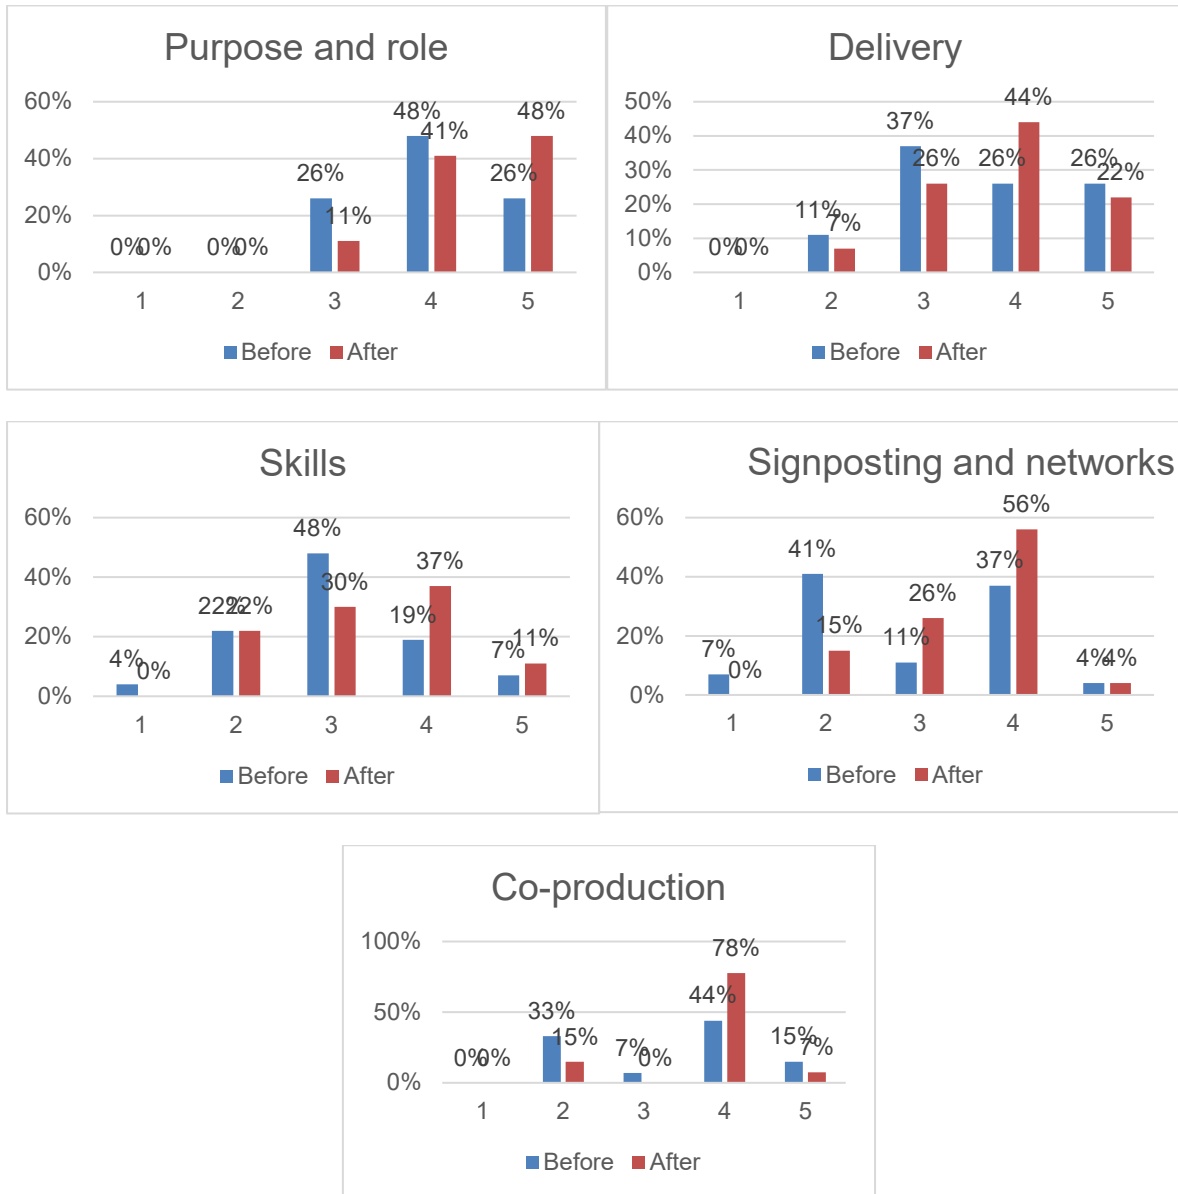 Purpose and role
60%
40%
20%
0%
0% 0% 0% 0% 26% 11% 48% 41% 26% 48%
1 2 3 4 5
Before After
Delivery
50%
40%
30%
20%
10%
0%
0% 0% 11% 7% 37% 26% 26% 44% 26% 22%
1 2 3 4 5
Before After
Skills
60%
40%
20%
0%
4% 0% 22% 22% 48% 30% 19% 37% 7% 11%
1 2 3 4 5
Before After
Signposting and networks
60%
40%
20%
0%
7% 0% 41% 15% 11% 26% 37% 56% 4% 4%
1 2 3 4 5
Before After
Co-production
100%
50%
0%
0% 0% 33% 15% 7% 0% 44% 78% 15% 7%
1 2 3 4 5
Before After